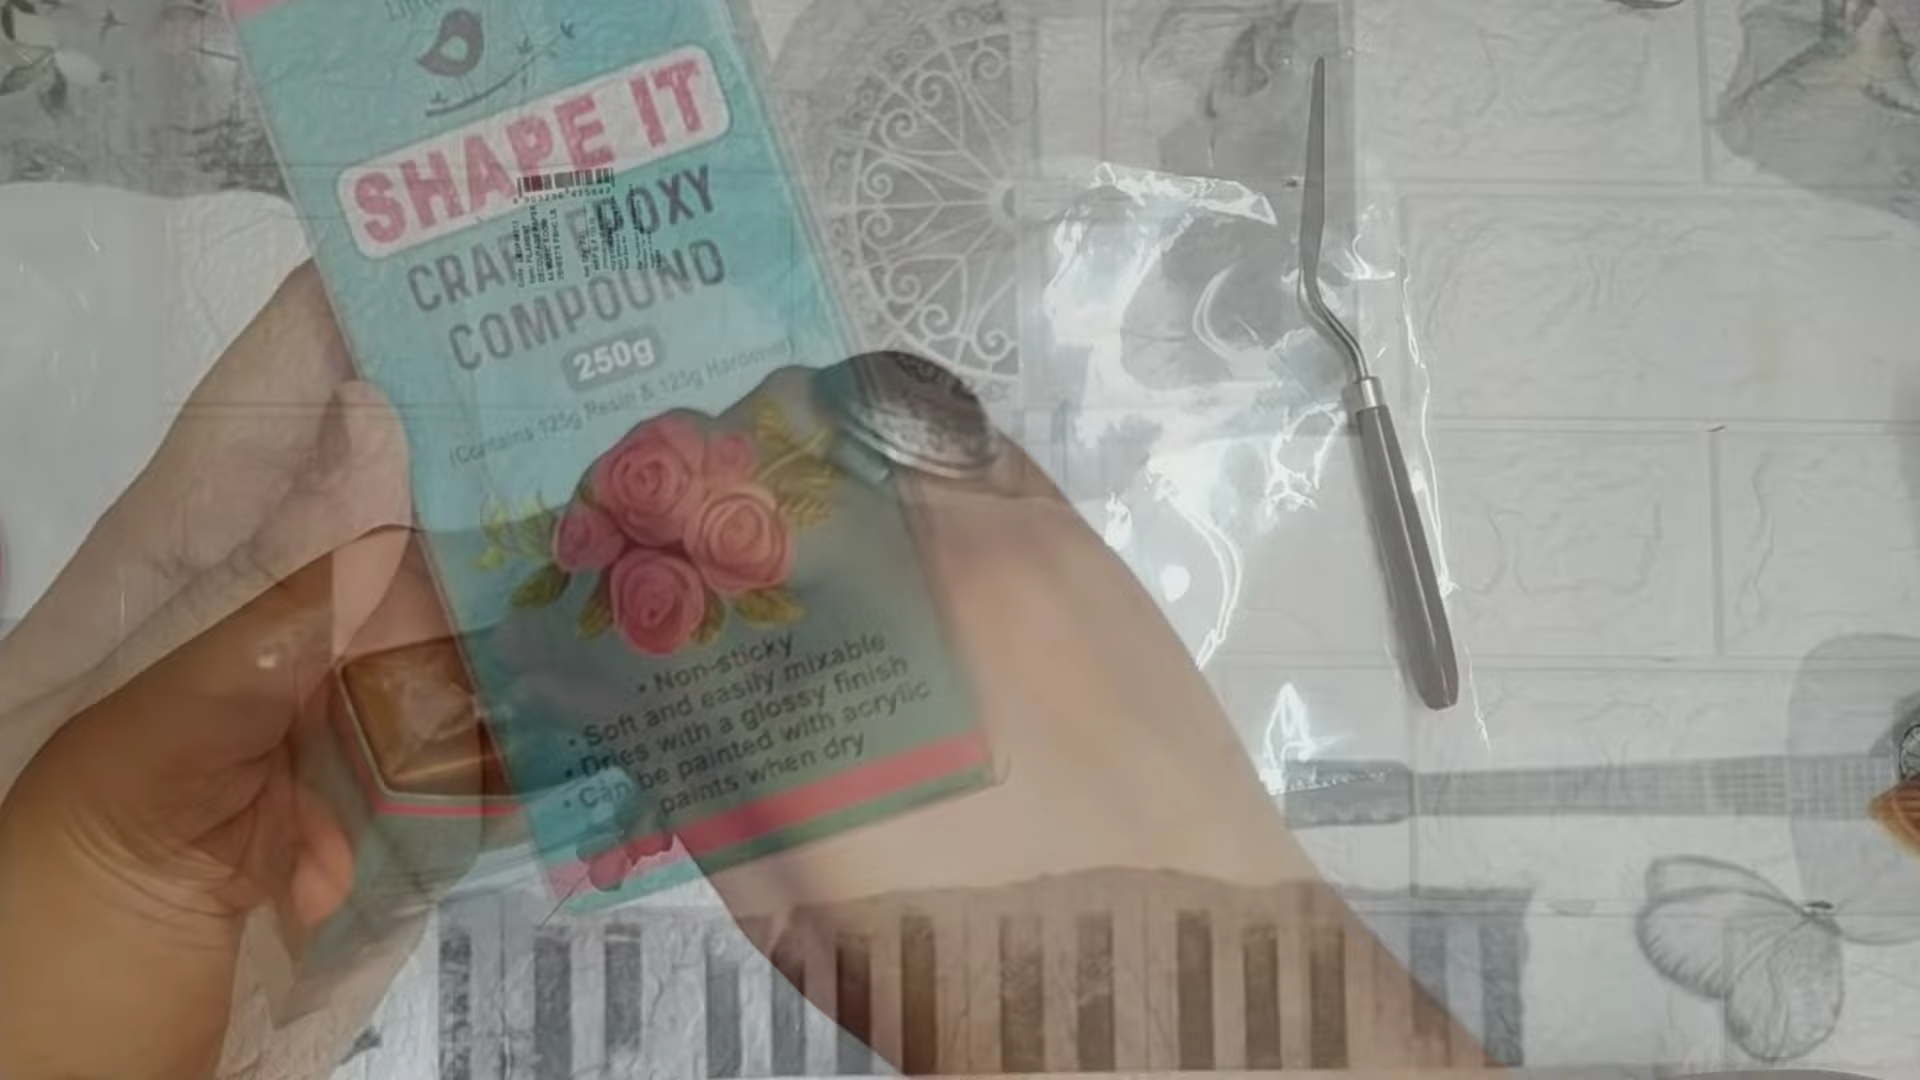 SHAPE IT
CRAFT EPOXY
COMPOUND
250g
(Contains 125g Resin & 125g Hardener)
• Non-sticky
• Soft and easily mixable
• Dries with a glossy finish
• Can be painted with acrylic
paints when dry